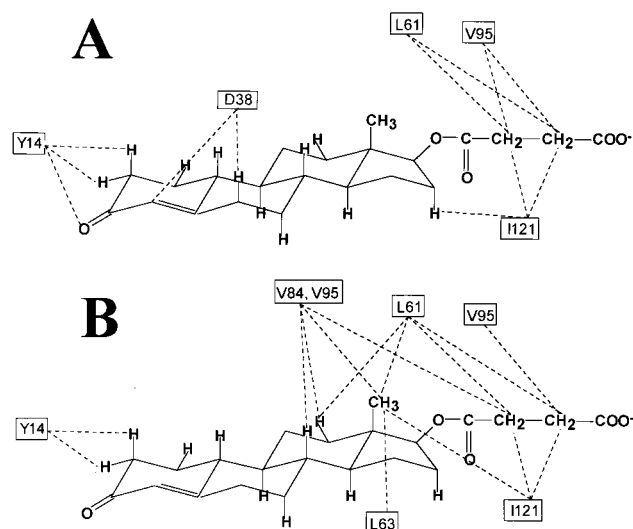 A
L61
V95
D38
Y14
H
H
H
H
H
H
H
H
H
H
H
CH3
O—C—CH2—CH2—COO-
O
O
I121
B
V84, V95
L61
V95
Y14
H
H
H
H
H
H
H
H
H
H
CH3
O—C—CH2—CH2—COO-
O
O
L63
I121